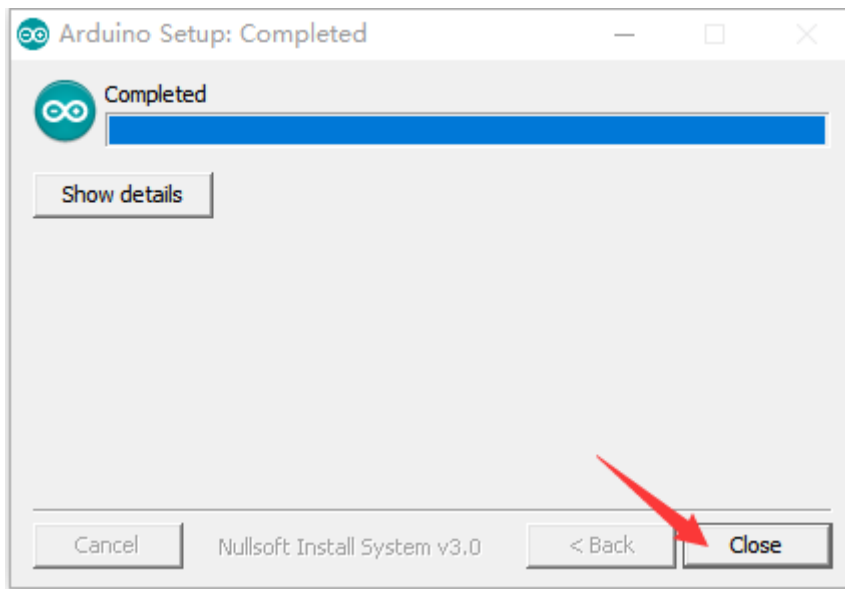 Arduino Setup: Completed
Completed
Show details
Cancel
Nullsoft Install System v3.0
< Back
Close